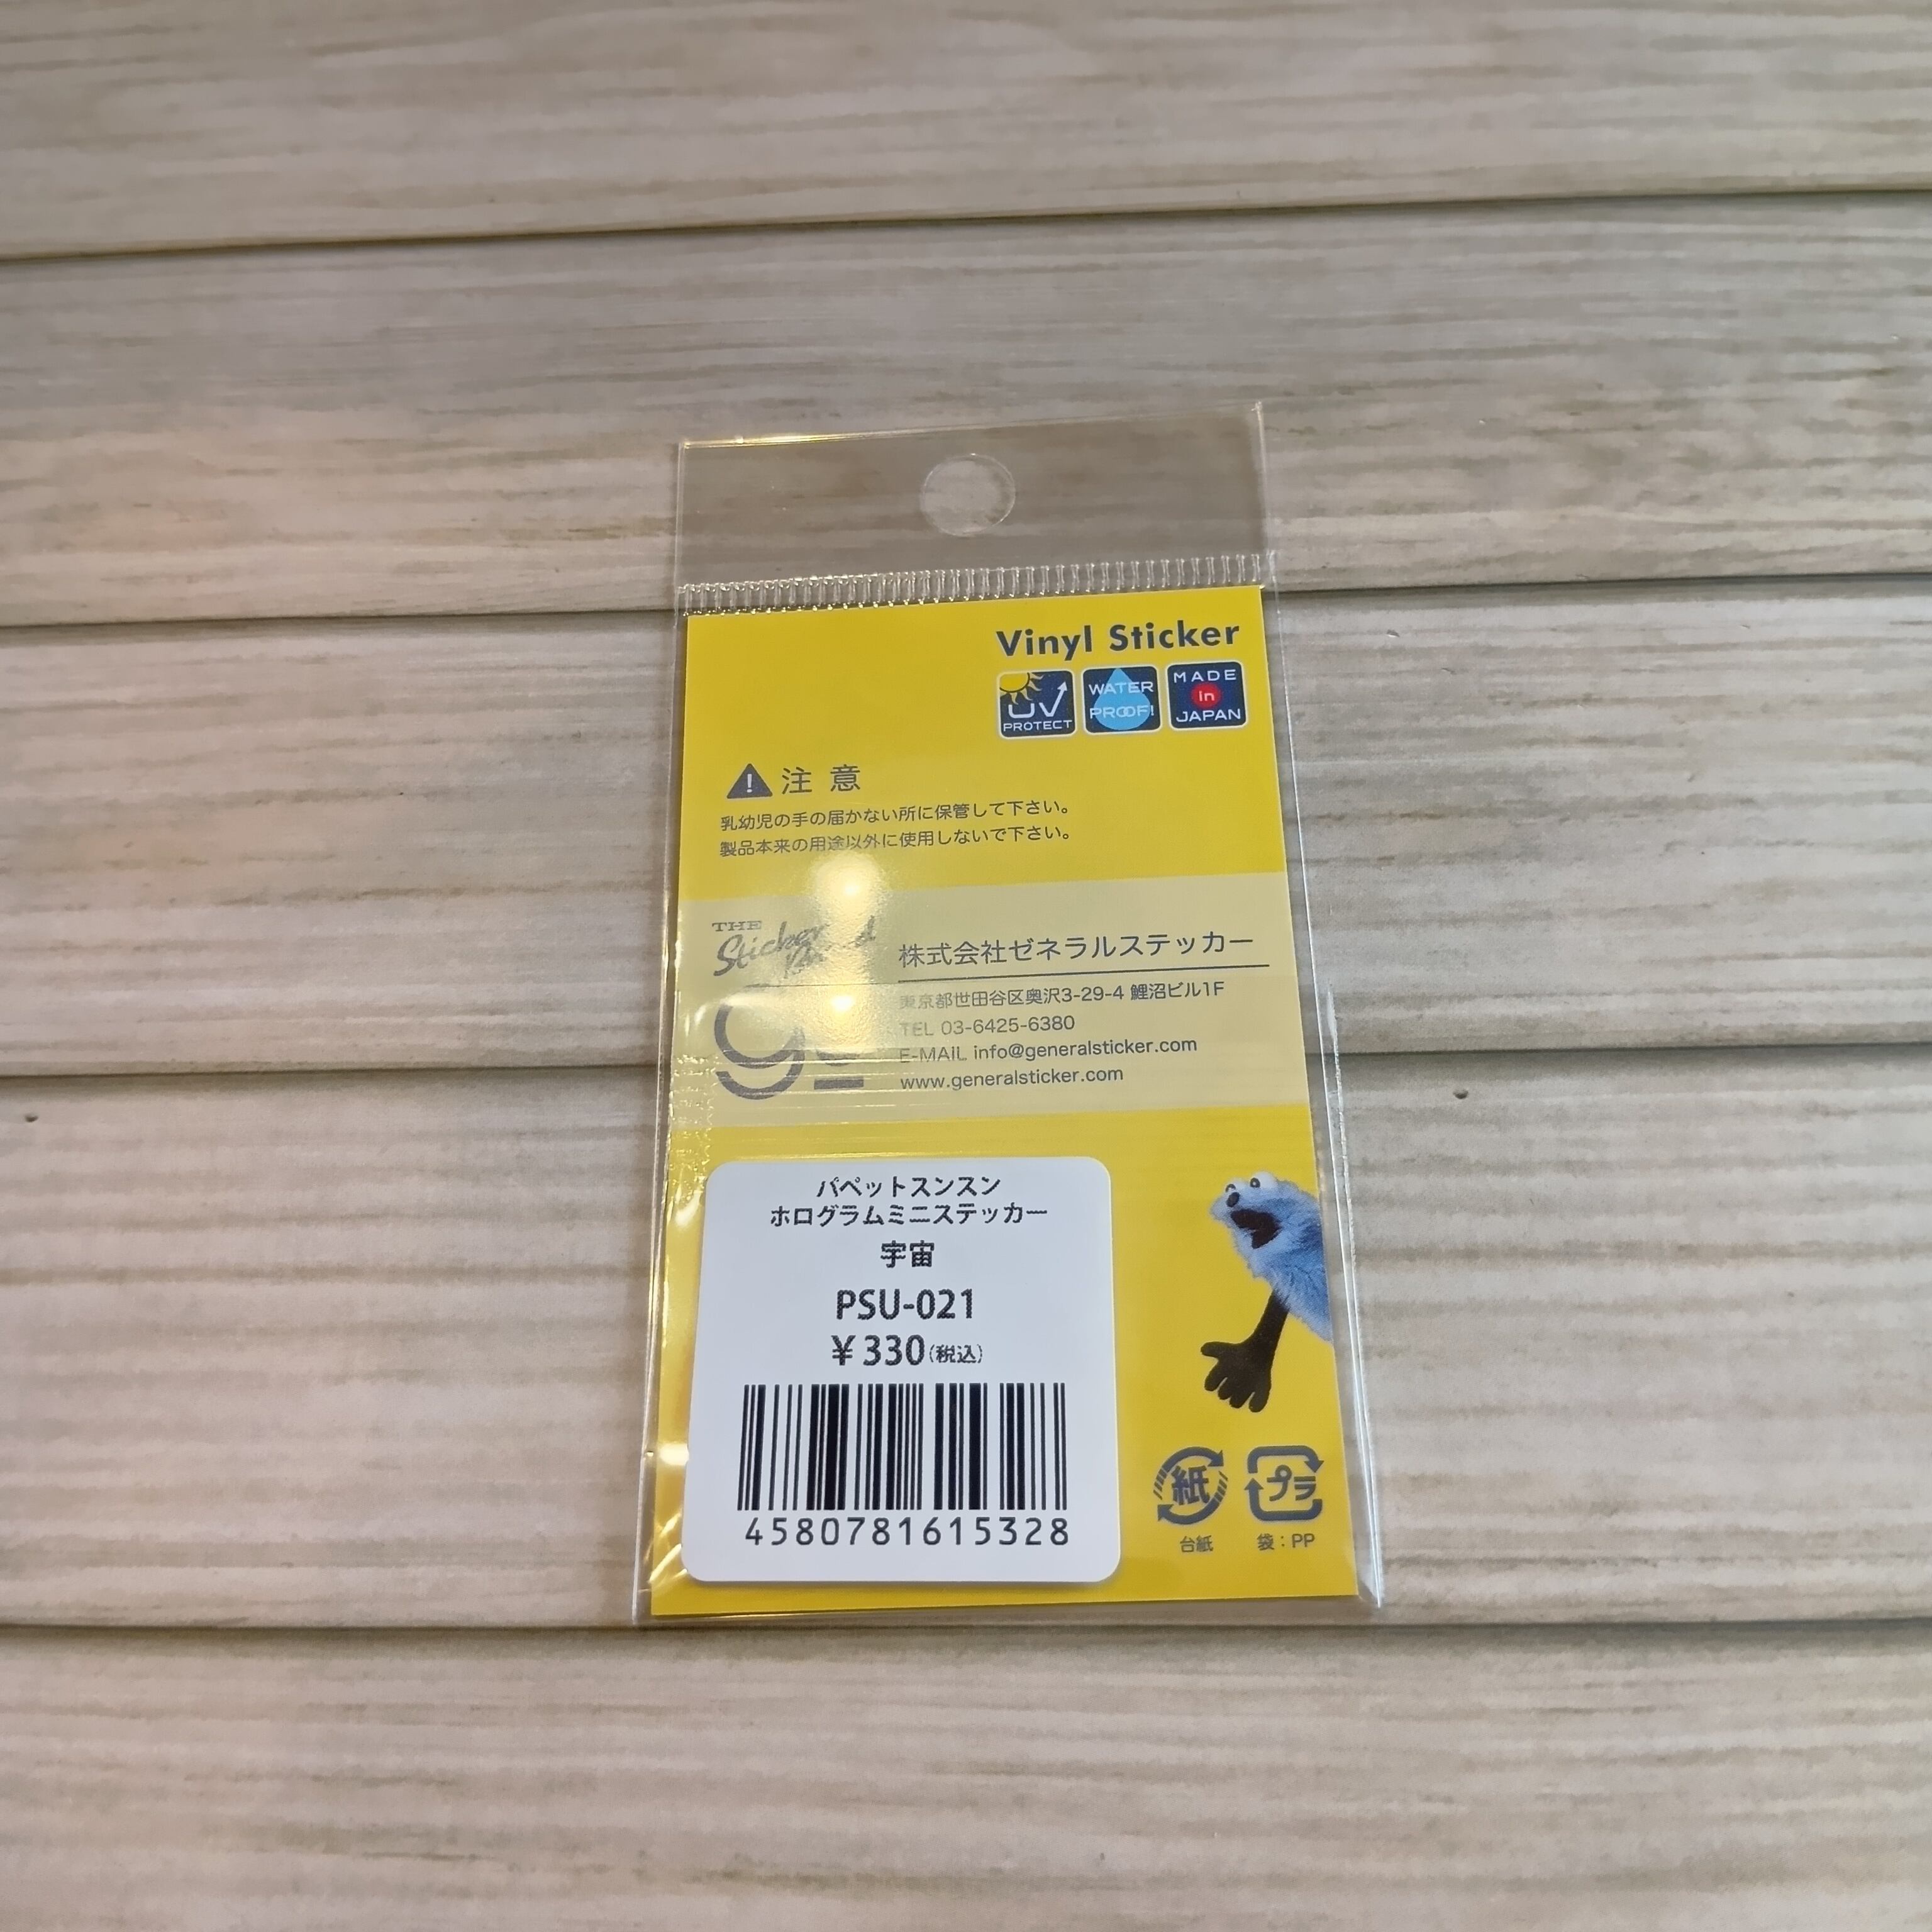 Vinyl Sticker
UV
PROTECT
WATER
PROOF!
MADE
in
JAPAN
注意
乳幼児の手の届かない所に保管して下さい。
製品本来の用途以外に使用しないで下さい。
THE
Sticker
株式会社ゼネラルステッカー
東京都世田谷区奥沢3-29-4 鯉沼ビル1F
TEL 03-6425-6380
E-MAIL info@generalsticker.com
www.generalsticker.com
パペットスンスン
ホログラムミニステッカー
宇宙
PSU-021
¥330(税込)
4580781615328
紙
プラ
台紙
袋：PP